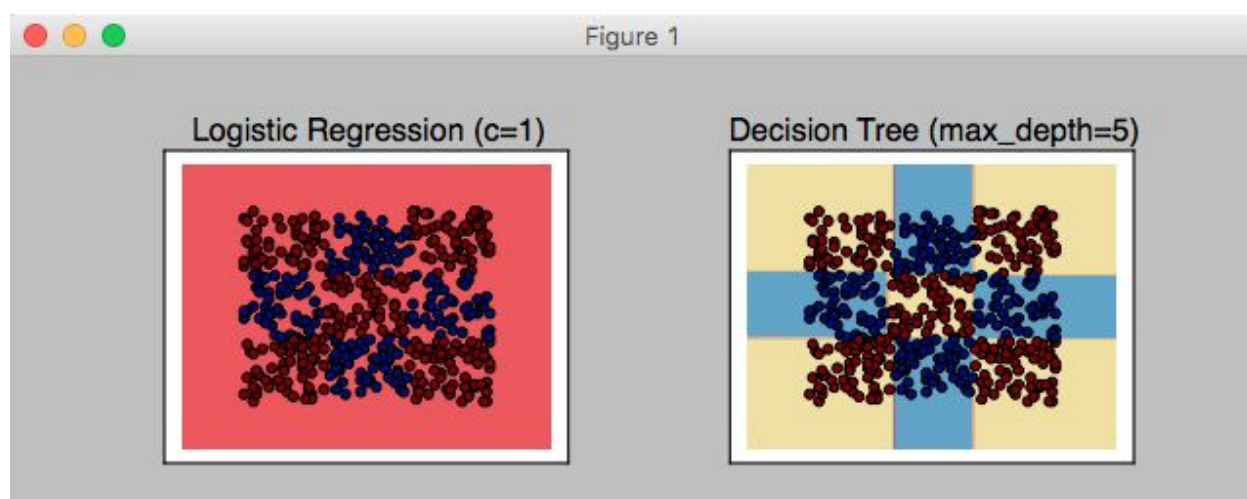 Figure 1
Logistic Regression (c=1)
Decision Tree (max_depth=5)